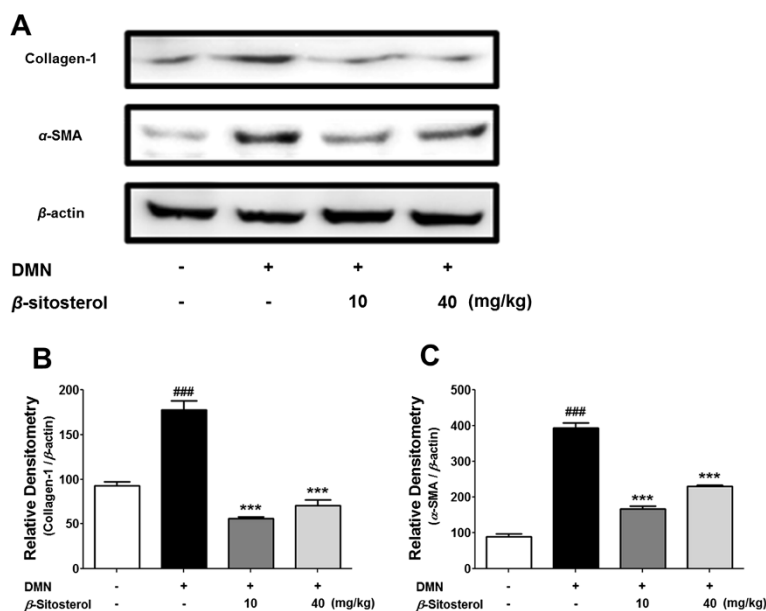 A
Collagen-1
α-SMA
β-actin
DMN - + + +
β-sitosterol - - 10 40 (mg/kg)
B
Relative Densitometry
(Collagen-1 / β-actin)
200
150
100
50
0
###
***
***
DMN - + + +
β-Sitosterol - - 10 40 (mg/kg)
C
Relative Densitometry
(α-SMA / β-actin)
500
400
300
200
100
0
###
***
***
DMN - + + +
β-Sitosterol - - 10 40 (mg/kg)